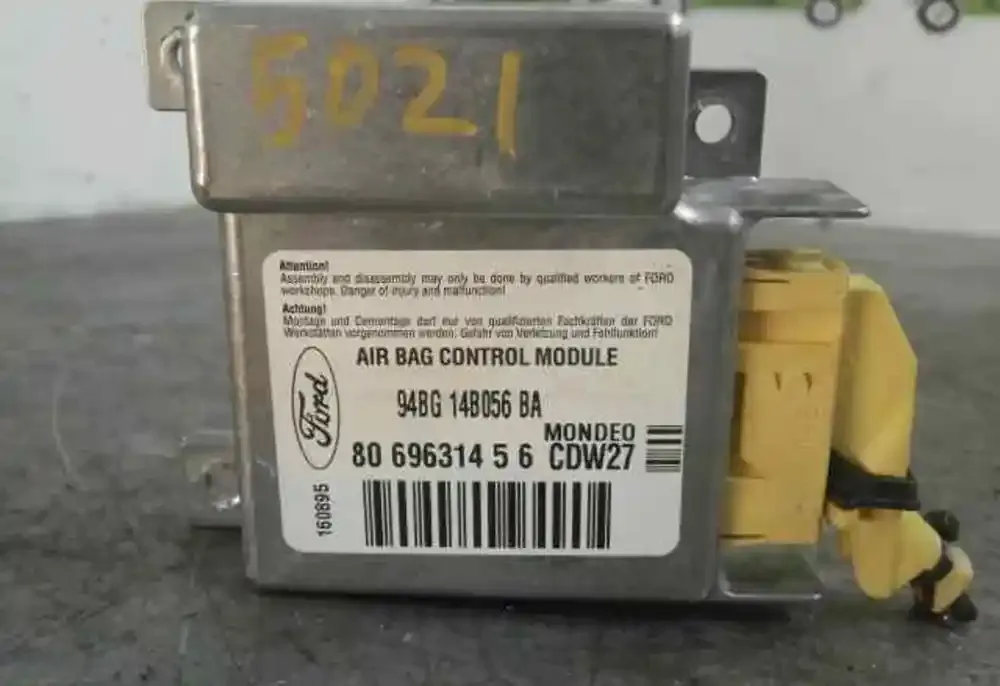 5021
Attention!
Assembly and disassembly may only be done by qualified workers of FORD
workshops. Danger of injury and malfunction!
Achtung!
Montage und Demontage darf nur von qualifizierten Fachkräften der FORD
Werkstätten vorgenommen werden. Gefahr von Verletzung und Fehlfunktion!
AIR BAG CONTROL MODULE
Ford
94BG 14B056 BA
MONDEO
80 696314 5 6 CDW27
160895